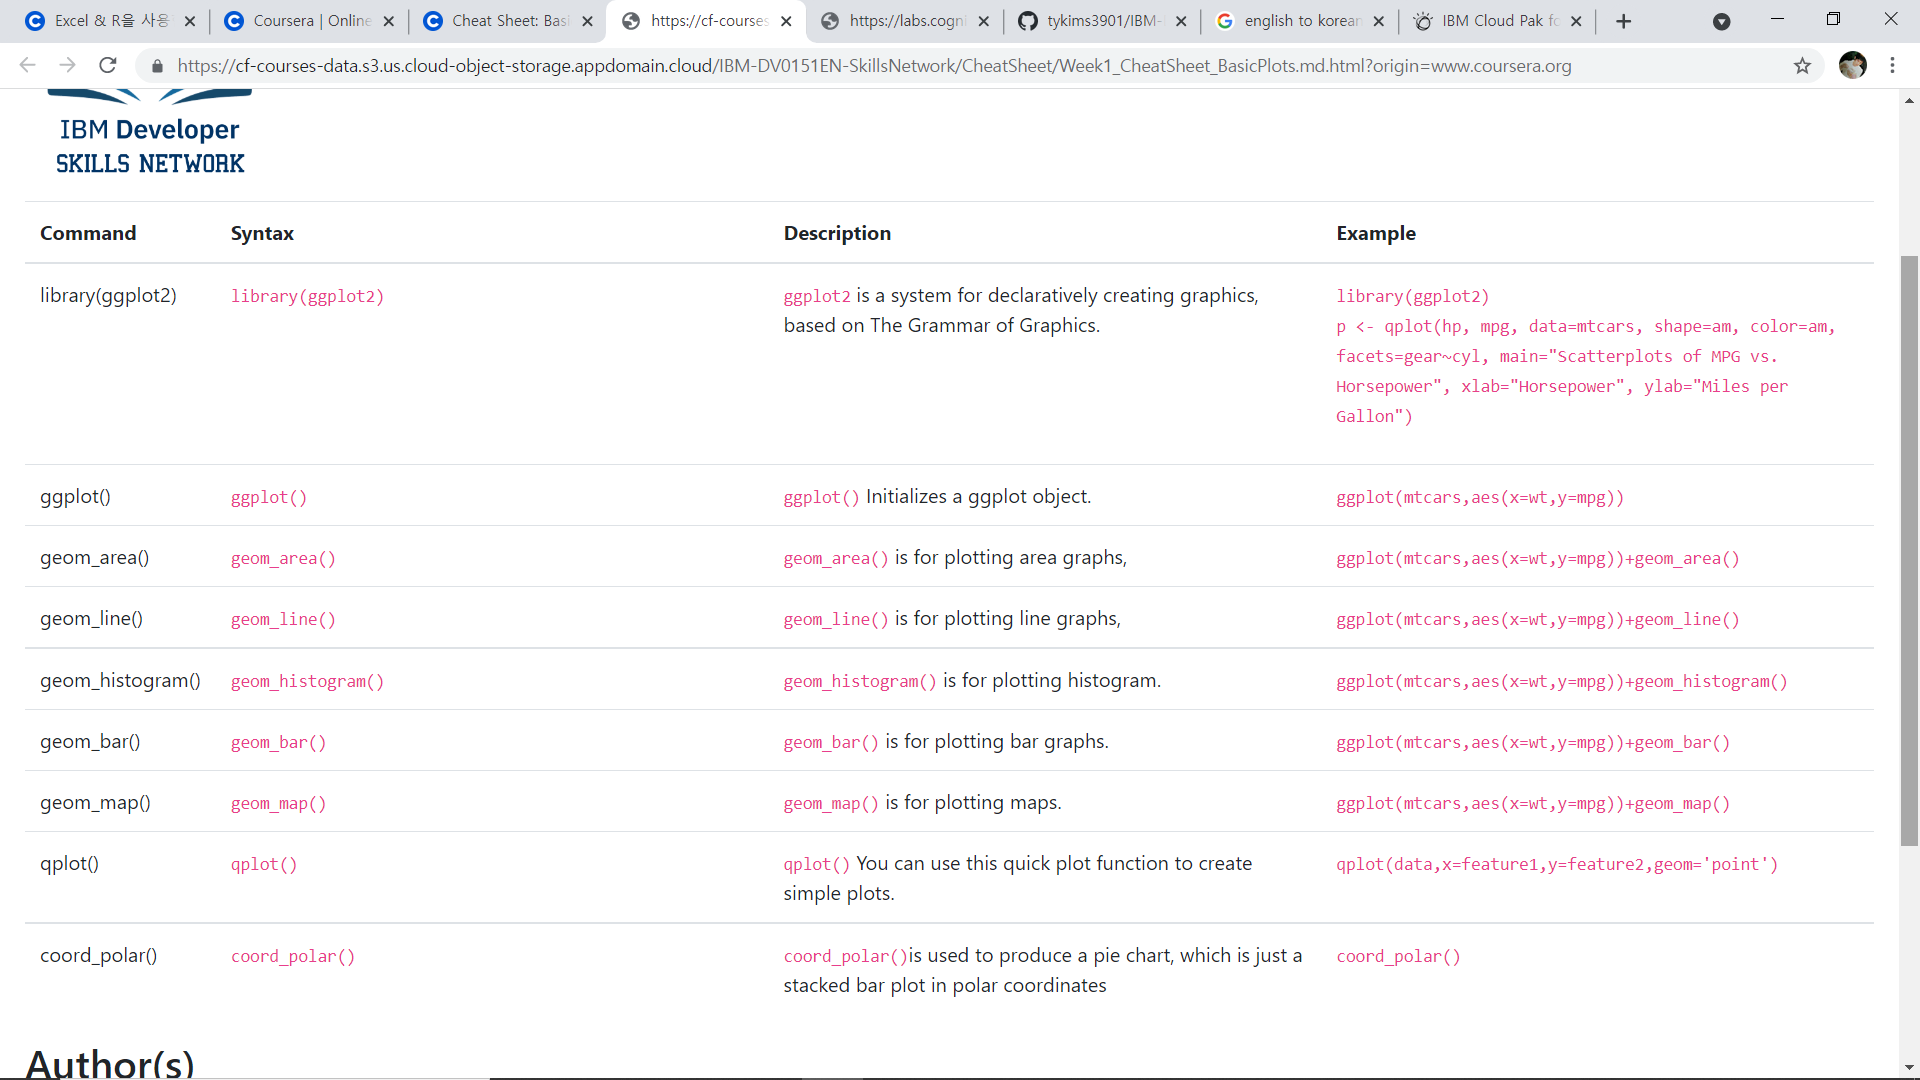 Excel & R을 사용
Coursera | Online
Cheat Sheet: Basi
https://cf-courses
https://labs.cogni
tykims3901/IBM-
english to korean
IBM Cloud Pak fo
https://cf-courses-data.s3.us.cloud-object-storage.appdomain.cloud/IBM-DV0151EN-SkillsNetwork/CheatSheet/Week1_CheatSheet_BasicPlots.md.html?origin=www.coursera.org
IBM Developer
SKILLS NETWORK
Command Syntax Description Example
library(ggplot2) library(ggplot2) ggplot2 is a system for declaratively creating graphics, library(ggplot2)
based on The Grammar of Graphics. p <- qplot(hp, mpg, data=mtcars, shape=am, color=am,
facets=gear~cyl, main="Scatterplots of MPG vs.
Horsepower", xlab="Horsepower", ylab="Miles per
Gallon")
ggplot() ggplot() ggplot() Initializes a ggplot object. ggplot(mtcars,aes(x=wt,y=mpg))
geom_area() geom_area() geom_area() is for plotting area graphs, ggplot(mtcars,aes(x=wt,y=mpg))+geom_area()
geom_line() geom_line() geom_line() is for plotting line graphs, ggplot(mtcars,aes(x=wt,y=mpg))+geom_line()
geom_histogram() geom_histogram() geom_histogram() is for plotting histogram. ggplot(mtcars,aes(x=wt,y=mpg))+geom_histogram()
geom_bar() geom_bar() geom_bar() is for plotting bar graphs. ggplot(mtcars,aes(x=wt,y=mpg))+geom_bar()
geom_map() geom_map() geom_map() is for plotting maps. ggplot(mtcars,aes(x=wt,y=mpg))+geom_map()
qplot() qplot() qplot() You can use this quick plot function to create qplot(data,x=feature1,y=feature2,geom='point')
simple plots.
coord_polar() coord_polar() coord_polar()is used to produce a pie chart, which is just a coord_polar()
stacked bar plot in polar coordinates
Author(s)